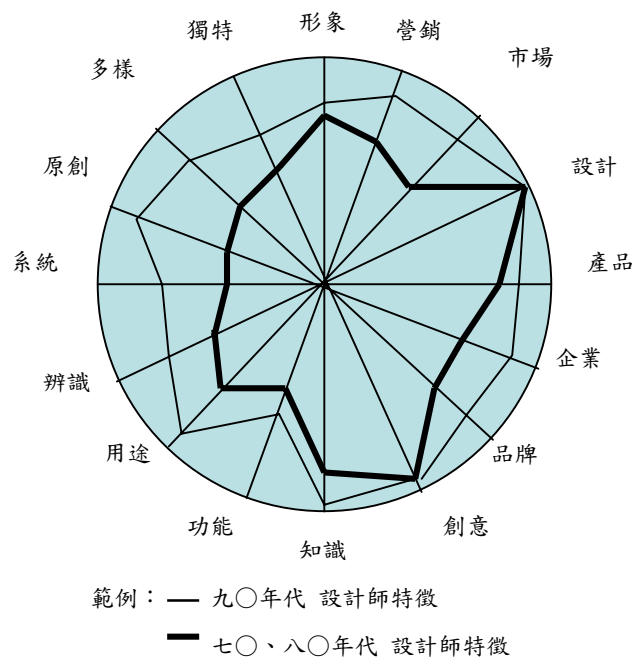 形象
營銷
市場
設計
產品
企業
品牌
創意
知識
功能
用途
辨識
系統
原創
多樣
獨特
範例：
九〇年代 設計師特徵
七〇、八〇年代 設計師特徵